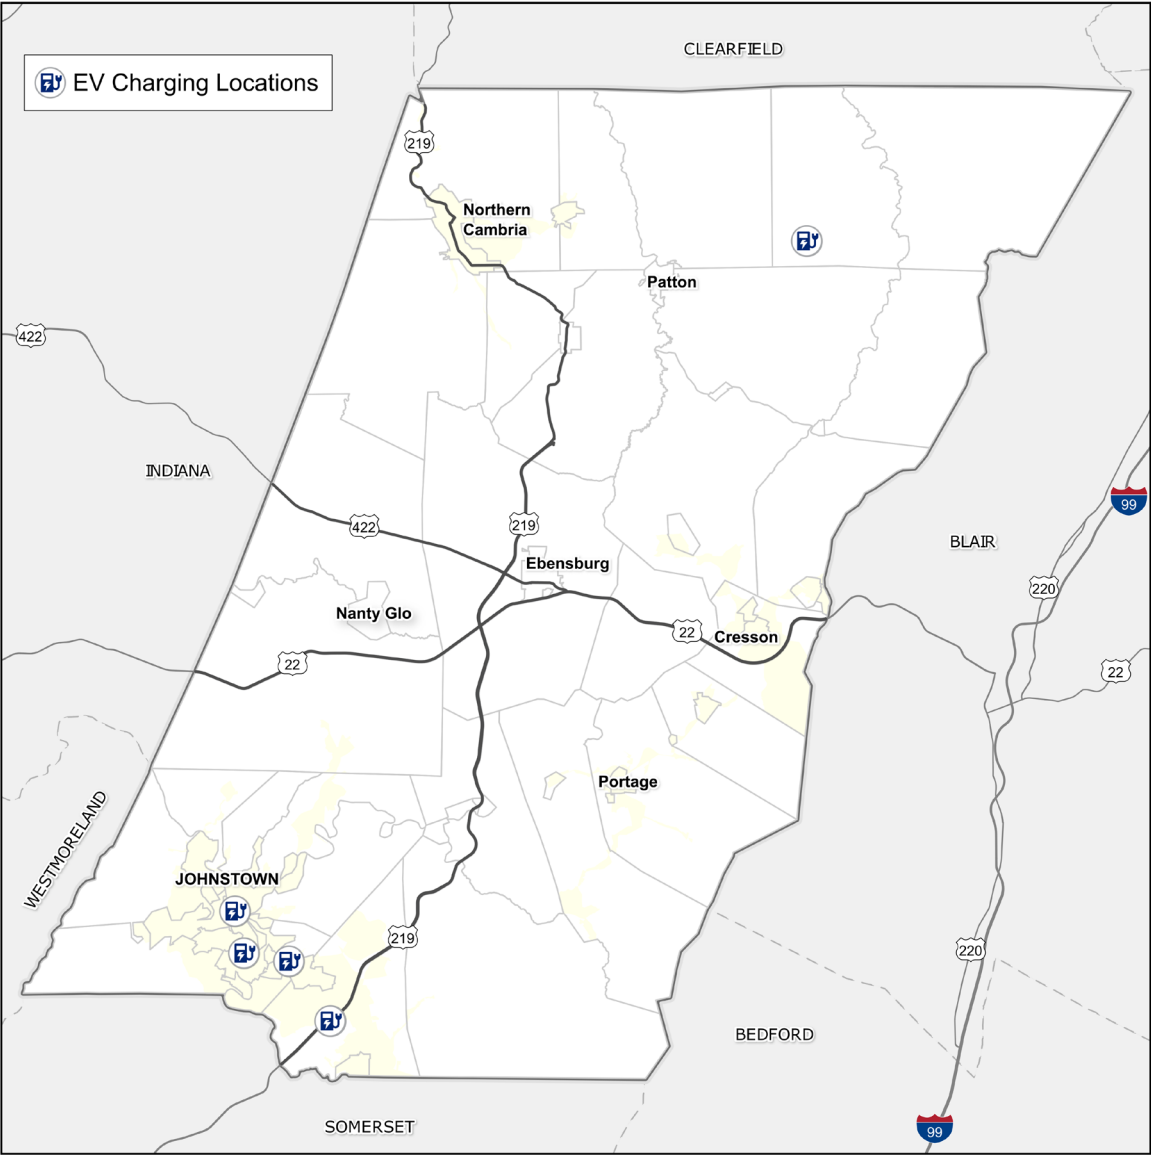 CLEARFIELD
EV Charging Locations
219
Northern
Cambria
Patton
422
INDIANA
99
422
219
BLAIR
Ebensburg
220
Nanty Glo
22
Cresson
22
22
Portage
WESTMORELAND
JOHNSTOWN
219
220
BEDFORD
SOMERSET
99